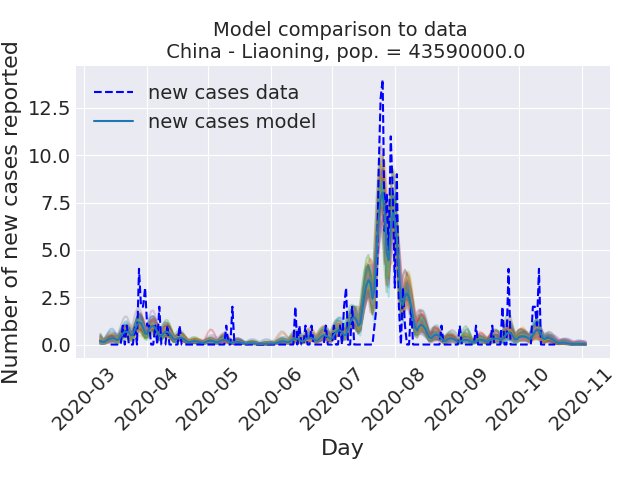 Model comparison to data
China - Liaoning, pop. = 43590000.0
Number of new cases reported
12.5
10.0
7.5
5.0
2.5
0.0
new cases data
new cases model
2020-03
2020-04
2020-05
2020-06
2020-07
2020-08
2020-09
2020-10
2020-11
Day